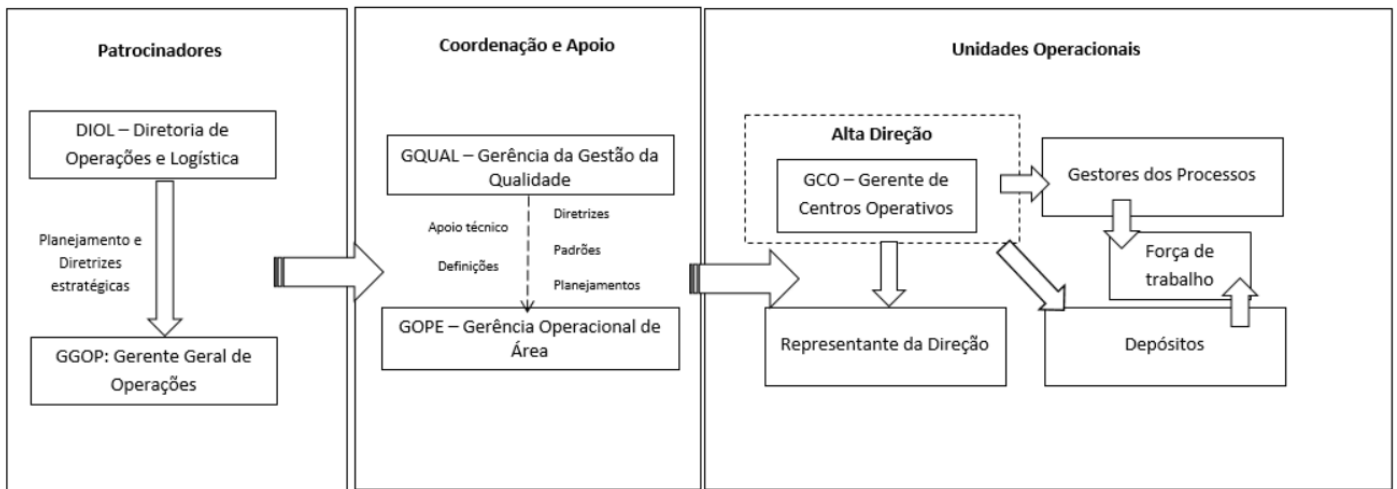 Patrocinadores
DIOL – Diretoria de
Operações e Logística
Planejamento e
Diretrizes
estratégicas
GGOP: Gerente Geral de
Operações
Coordenação e Apoio
GQUAL – Gerência da Gestão da
Qualidade
Apoio técnico
Definições
Diretrizes
Padrões
Planejamentos
GOPE – Gerência Operacional de
Área
Unidades Operacionais
Alta Direção
GCO – Gerente de
Centros Operativos
Gestores dos Processos
Força de
trabalho
Representante da Direção
Depósitos